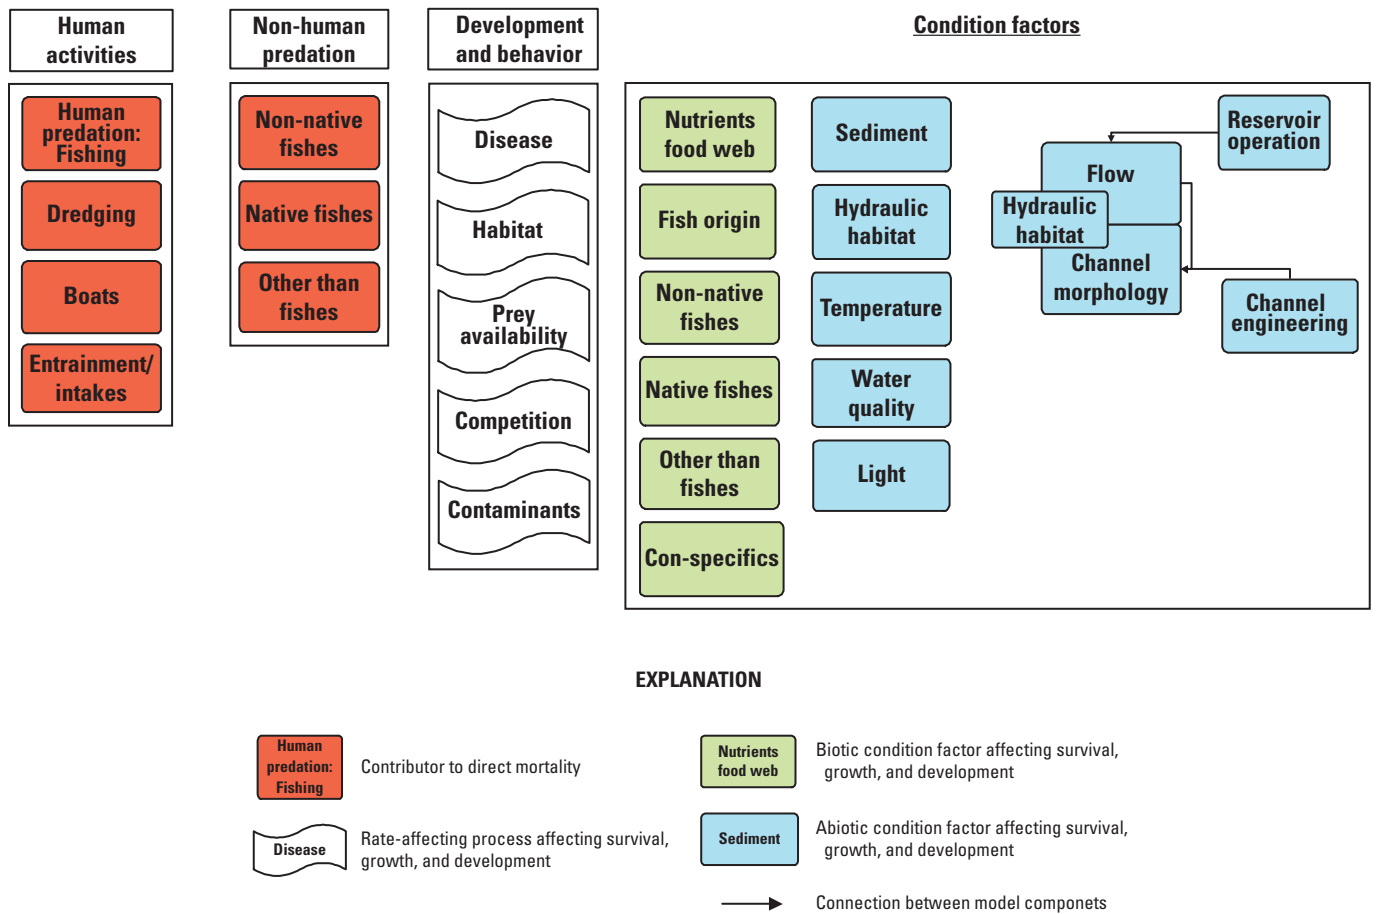 Human
activities
Non-human
predation
Development
and behavior
Condition factors
Human
predation:
Fishing
Dredging
Boats
Entrainment/
intakes
Non-native
fishes
Native fishes
Other than
fishes
Disease
Habitat
Prey
availability
Competition
Contaminants
Nutrients
food web
Fish origin
Non-native
fishes
Native fishes
Other than
fishes
Con-specifics
Sediment
Hydraulic
habitat
Temperature
Water
quality
Light
Reservoir
operation
Flow
Hydraulic
habitat
Channel
morphology
Channel
engineering
EXPLANATION
Human
predation:
Fishing
Contributor to direct mortality
Disease
Rate-affecting process affecting survival,
growth, and development
Nutrients
food web
Biotic condition factor affecting survival,
growth, and development
Sediment
Abiotic condition factor affecting survival,
growth, and development
Connection between model componets